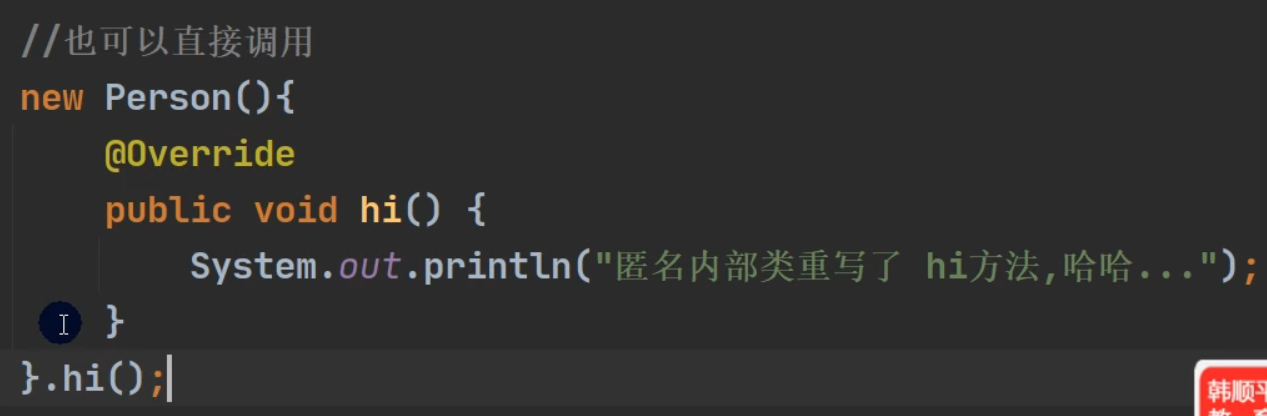 //也可以直接调用
new Person(){
@Override
public void hi() {
System.out.println("匿名内部类重写了 hi方法,哈哈...");
}
}.hi();
韩顺平